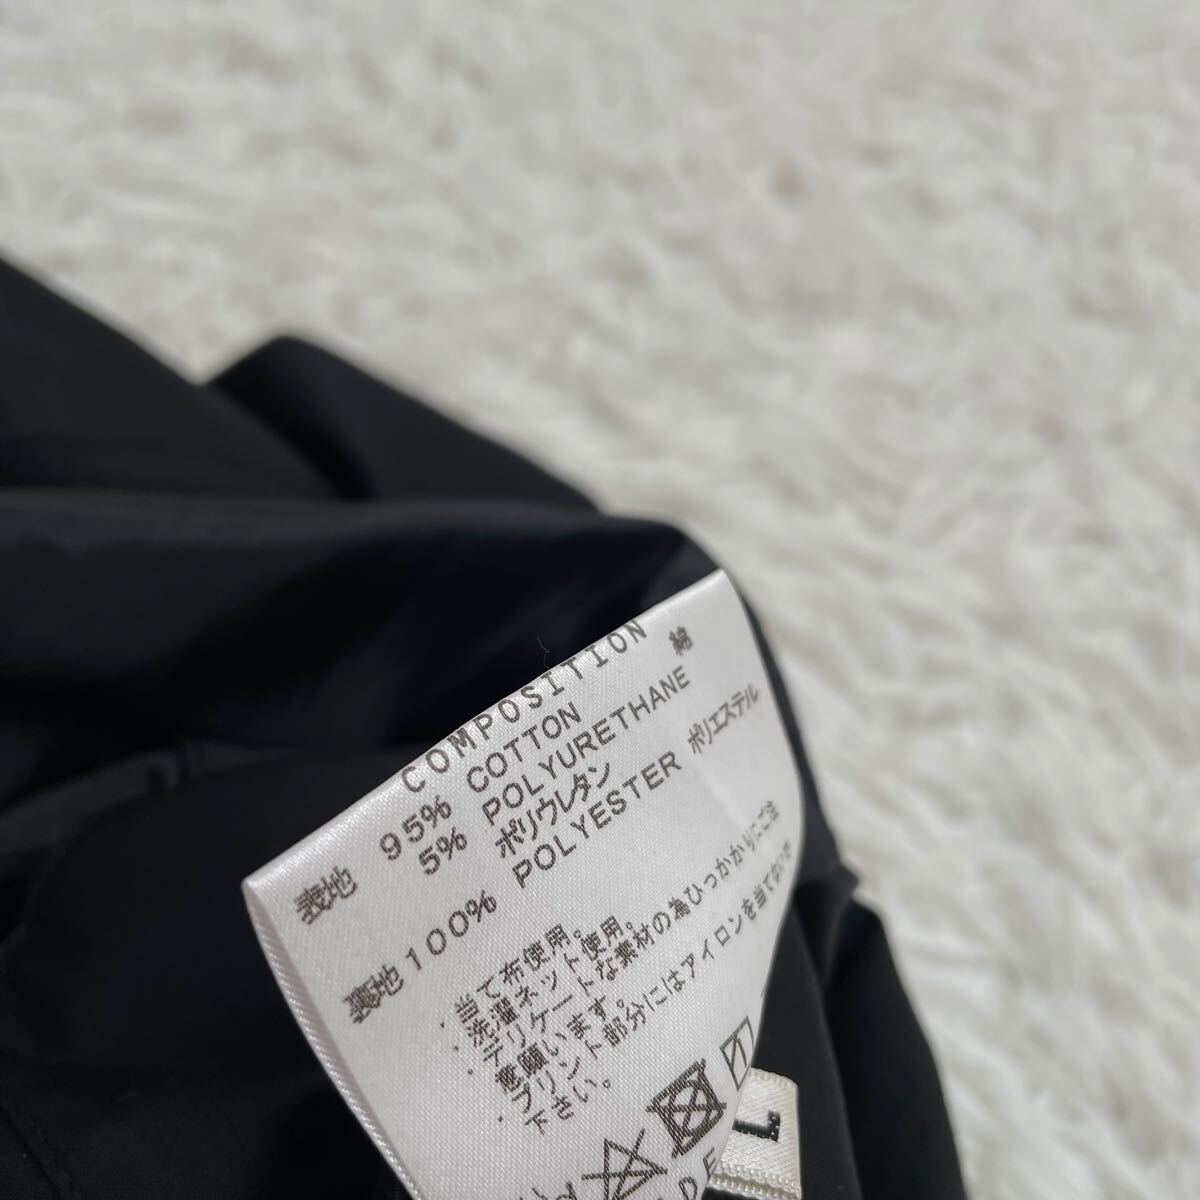 COMPOSITION
表地 95% COTTON 綿
5% POLYURETHANE
ポリウレタン
裏地 100% POLYESTER ポリエステル
当て布使用。
・洗濯ネット使用。
・デリケートな素材の為ひっかかりにご注
意願います。
・プリント部分にはアイロンを当てないで
下さい。
L